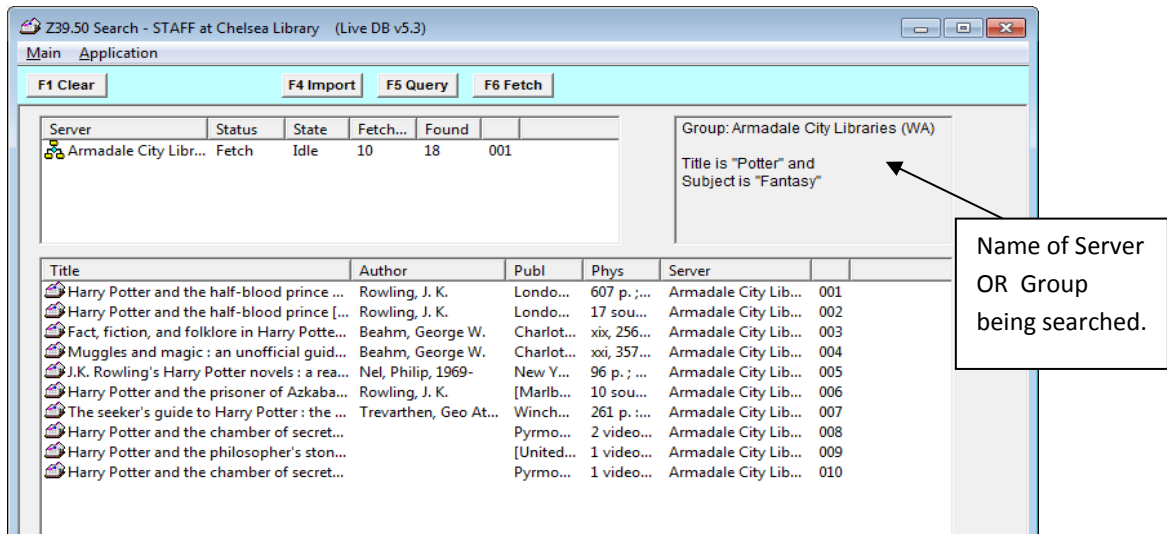 Z39.50 Search - STAFF at Chelsea Library (Live DB v5.3)
Main Application
F1 Clear F4 Import F5 Query F6 Fetch
Server Status State Fetch... Found
Armadale City Libr... Fetch Idle 10 18 001
Group: Armadale City Libraries (WA)
Title is "Potter" and
Subject is "Fantasy"
Name of Server
OR Group
being searched.
Title Author Publ Phys Server
Harry Potter and the half-blood prince ... Rowling, J. K. Londo... 607 p. ;... Armadale City Lib... 001
Harry Potter and the half-blood prince [... Rowling, J. K. Londo... 17 sou... Armadale City Lib... 002
Fact, fiction, and folklore in Harry Potte... Beahm, George W. Charlot... xix, 256... Armadale City Lib... 003
Muggles and magic : an unofficial guid... Beahm, George W. Charlot... xxi, 357... Armadale City Lib... 004
J.K. Rowling's Harry Potter novels : a rea... Nel, Philip, 1969- New Y... 96 p. ; ... Armadale City Lib... 005
Harry Potter and the prisoner of Azkaba... Rowling, J. K. [Marlb... 10 sou... Armadale City Lib... 006
The seeker's guide to Harry Potter : the ... Trevarthen, Geo At... Winch... 261 p. :... Armadale City Lib... 007
Harry Potter and the chamber of secret... Pyrmo... 2 video... Armadale City Lib... 008
Harry Potter and the philosopher's ston... [United... 1 video... Armadale City Lib... 009
Harry Potter and the chamber of secret... Pyrmo... 1 video... Armadale City Lib... 010